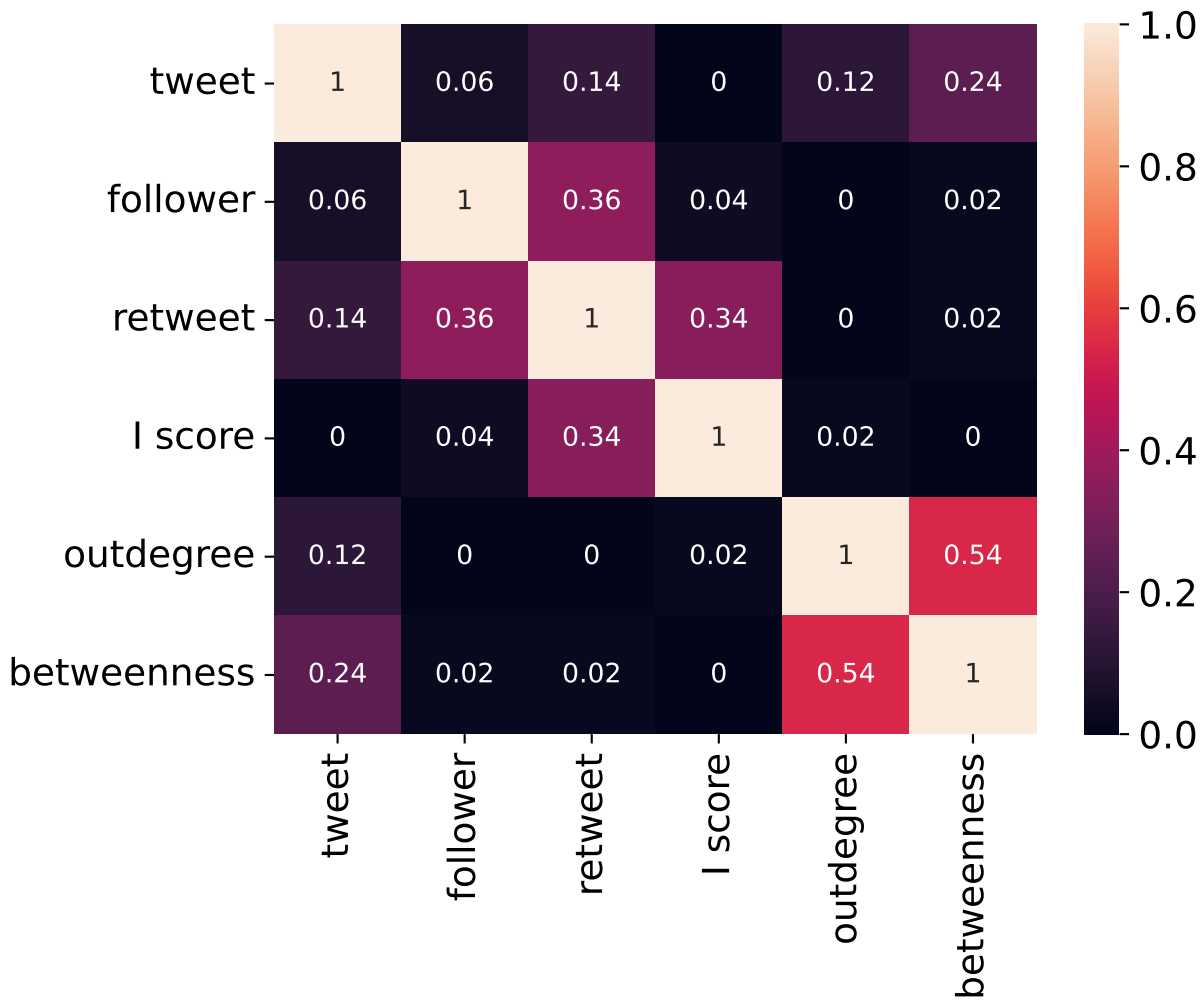 tweet 1 0.06 0.14 0 0.12 0.24
follower 0.06 1 0.36 0.04 0 0.02
retweet 0.14 0.36 1 0.34 0 0.02
I score 0 0.04 0.34 1 0.02 0
outdegree 0.12 0 0 0.02 1 0.54
betweenness 0.24 0.02 0.02 0 0.54 1
tweet
follower
retweet
I score
outdegree
betweenness
1.0
0.8
0.6
0.4
0.2
0.0